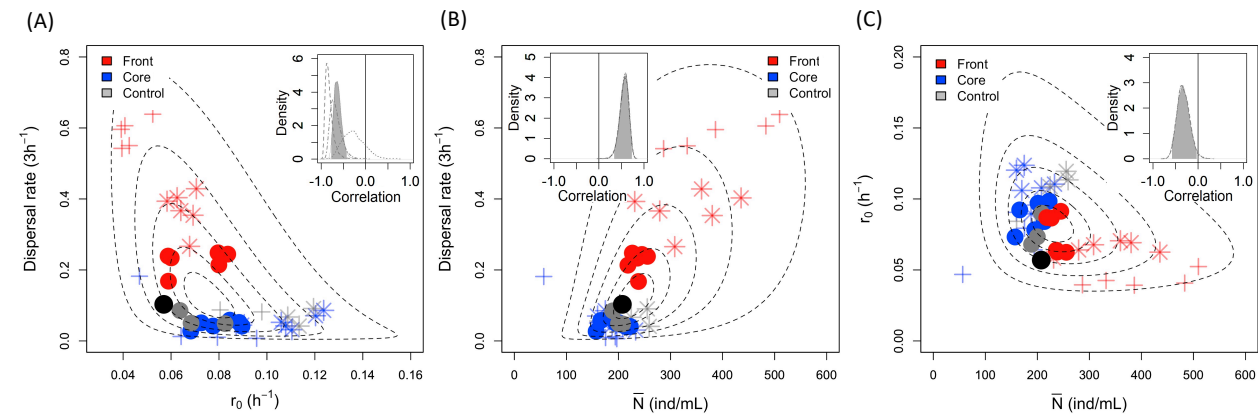 (A)
(B)
(C)
Front
Core
Control
Density
0 1 2 3 4 5
-1.0 0.0 1.0
Correlation
Dispersal rate (3h⁻¹)
0.0 0.2 0.4 0.6 0.8
0.04 0.06 0.08 0.10 0.12 0.14 0.16
r₀ (h⁻¹)
Density
0 1 2 3 4 5
-1.0 0.0 1.0
Correlation
Front
Core
Control
Dispersal rate (3h⁻¹)
0.0 0.2 0.4 0.6 0.8
0 100 200 300 400 500 600
N̅ (ind/mL)
Front
Core
Control
Density
0 1 2 3 4
-1.0 0.0 1.0
Correlation
r₀ (h⁻¹)
0.00 0.05 0.10 0.15 0.20
0 100 200 300 400 500 600
N̅ (ind/mL)